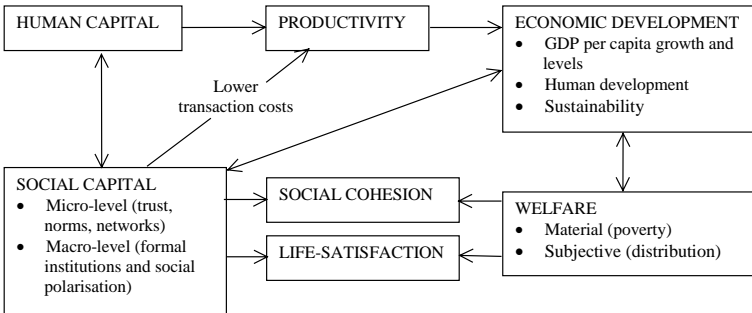 HUMAN CAPITAL
PRODUCTIVITY
ECONOMIC DEVELOPMENT
• GDP per capita growth and
levels
• Human development
• Sustainability
Lower
transaction costs
SOCIAL CAPITAL
• Micro-level (trust,
norms, networks)
• Macro-level (formal
institutions and social
polarisation)
SOCIAL COHESION
LIFE-SATISFACTION
WELFARE
• Material (poverty)
• Subjective (distribution)